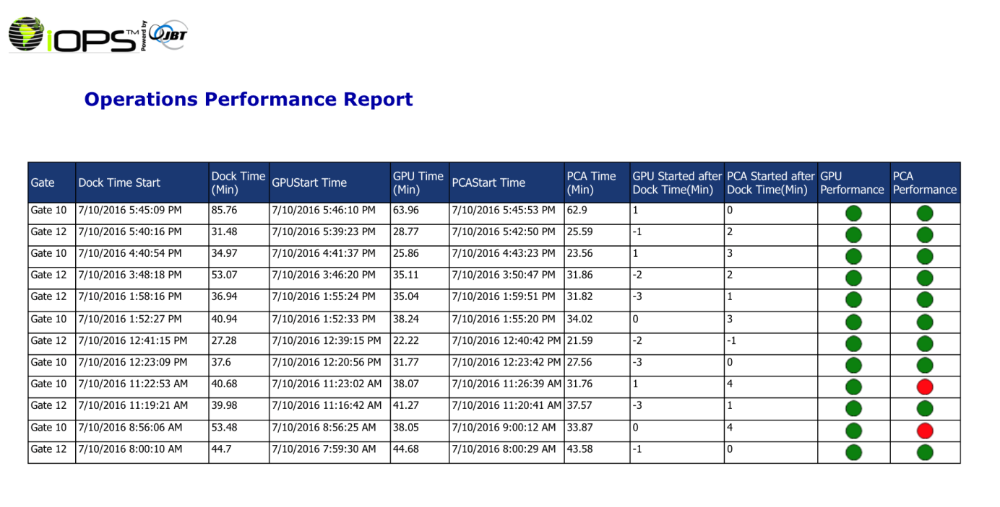 iOPS™ Powerd by JBT
Operations Performance Report
Gate Dock Time Start Dock Time (Min) GPUStart Time GPU Time (Min) PCAStart Time PCA Time (Min) GPU Started after Dock Time(Min) PCA Started after Dock Time(Min) GPU Performance PCA Performance
Gate 10 7/10/2016 5:45:09 PM 85.76 7/10/2016 5:46:10 PM 63.96 7/10/2016 5:45:53 PM 62.9 1 0
Gate 12 7/10/2016 5:40:16 PM 31.48 7/10/2016 5:39:23 PM 28.77 7/10/2016 5:42:50 PM 25.59 -1 2
Gate 10 7/10/2016 4:40:54 PM 34.97 7/10/2016 4:41:37 PM 25.86 7/10/2016 4:43:23 PM 23.56 1 3
Gate 12 7/10/2016 3:48:18 PM 53.07 7/10/2016 3:46:20 PM 35.11 7/10/2016 3:50:47 PM 31.86 -2 2
Gate 12 7/10/2016 1:58:16 PM 36.94 7/10/2016 1:55:24 PM 35.04 7/10/2016 1:59:51 PM 31.82 -3 1
Gate 10 7/10/2016 1:52:27 PM 40.94 7/10/2016 1:52:33 PM 38.24 7/10/2016 1:55:20 PM 34.02 0 3
Gate 12 7/10/2016 12:41:15 PM 27.28 7/10/2016 12:39:15 PM 22.22 7/10/2016 12:40:42 PM 21.59 -2 -1
Gate 10 7/10/2016 12:23:09 PM 37.6 7/10/2016 12:20:56 PM 31.77 7/10/2016 12:23:42 PM 27.56 -3 0
Gate 10 7/10/2016 11:22:53 AM 40.68 7/10/2016 11:23:02 AM 38.07 7/10/2016 11:26:39 AM 31.76 1 4
Gate 12 7/10/2016 11:19:21 AM 39.98 7/10/2016 11:16:42 AM 41.27 7/10/2016 11:20:41 AM 37.57 -3 1
Gate 10 7/10/2016 8:56:06 AM 53.48 7/10/2016 8:56:25 AM 38.05 7/10/2016 9:00:12 AM 33.87 0 4
Gate 12 7/10/2016 8:00:10 AM 44.7 7/10/2016 7:59:30 AM 44.68 7/10/2016 8:00:29 AM 43.58 -1 0